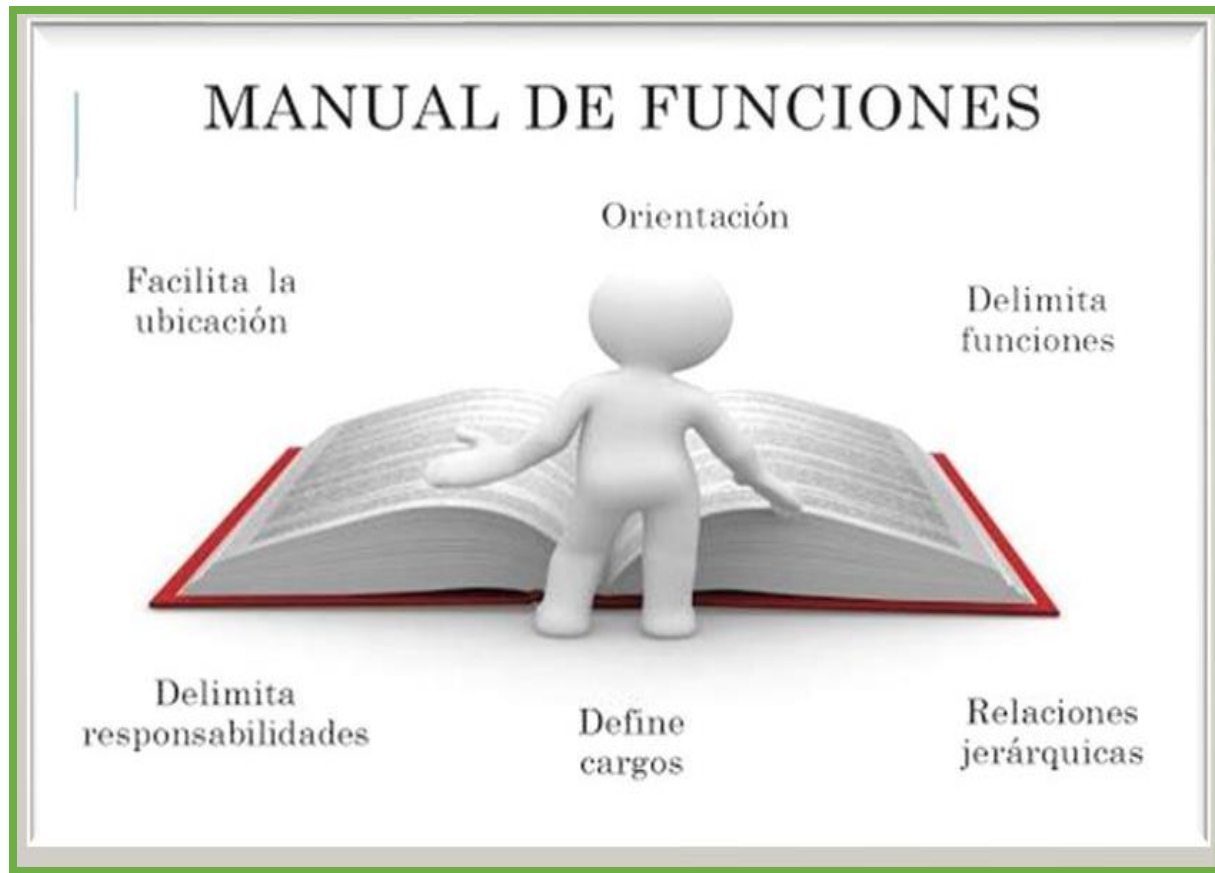 MANUAL DE FUNCIONES
Orientación
Facilita la
ubicación
Delimita
funciones
Delimita
responsabilidades
Define
cargos
Relaciones
jerárquicas